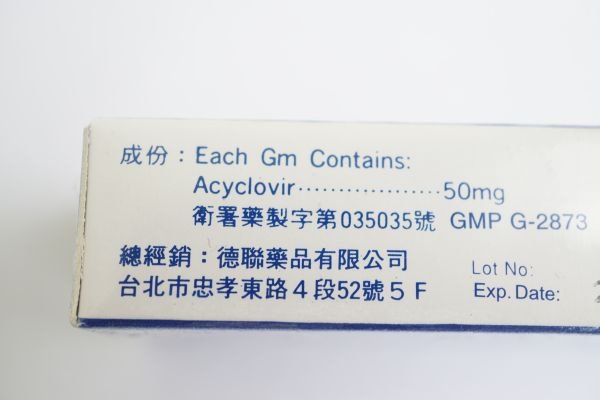 成份：Each Gm Contains:
Acyclovir··················50mg
衛署藥製字第035035號 GMP G-2873
總經銷：德聯藥品有限公司
台北市忠孝東路４段52號５F
Lot No:
Exp. Date: